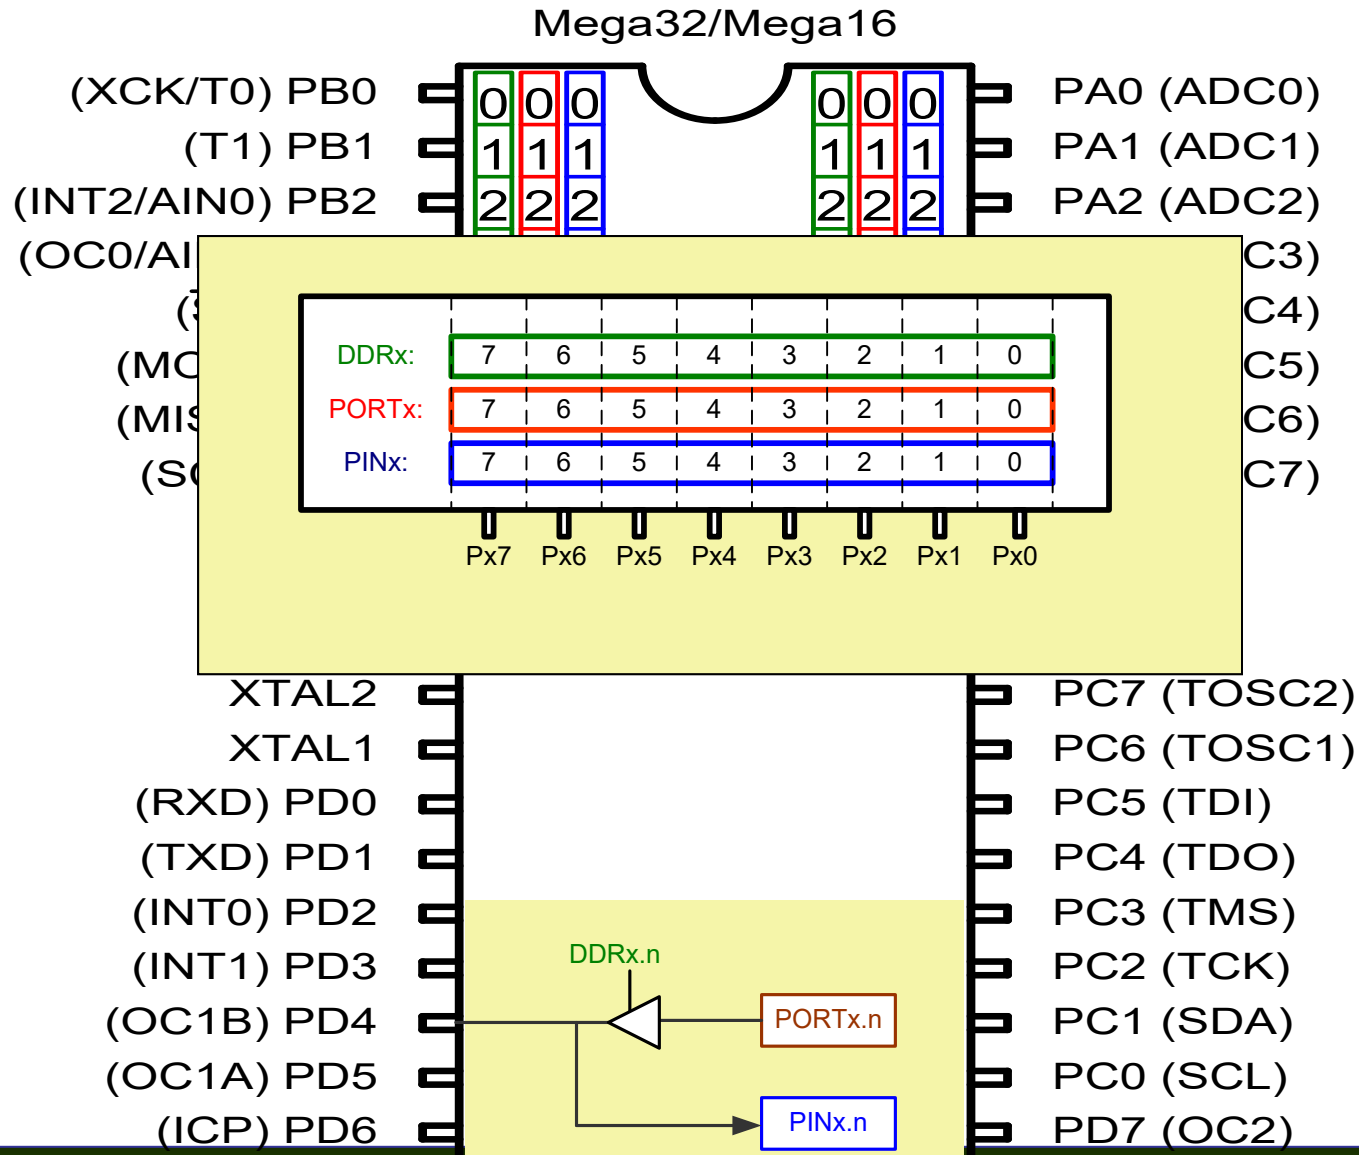 Mega32/Mega16
(XCK/T0) PB0 0 0 0 0 0 0 PA0 (ADC0)
(T1) PB1 1 1 1 1 1 1 PA1 (ADC1)
(INT2/AIN0) PB2 2 2 2 2 2 2 PA2 (ADC2)
(OC0/AI C3)
C4)
DDRx: 7 6 5 4 3 2 1 0
(MO C5)
PORTx: 7 6 5 4 3 2 1 0
(MIS C6)
PINx: 7 6 5 4 3 2 1 0
(S C7)
Px7 Px6 Px5 Px4 Px3 Px2 Px1 Px0
XTAL2 PC7 (TOSC2)
XTAL1 PC6 (TOSC1)
(RXD) PD0 PC5 (TDI)
(TXD) PD1 PC4 (TDO)
(INT0) PD2 PC3 (TMS)
DDRx.n
(INT1) PD3 PC2 (TCK)
(OC1B) PD4 PORTx.n PC1 (SDA)
(OC1A) PD5 PC0 (SCL)
(ICP) PD6 PINx.n PD7 (OC2)